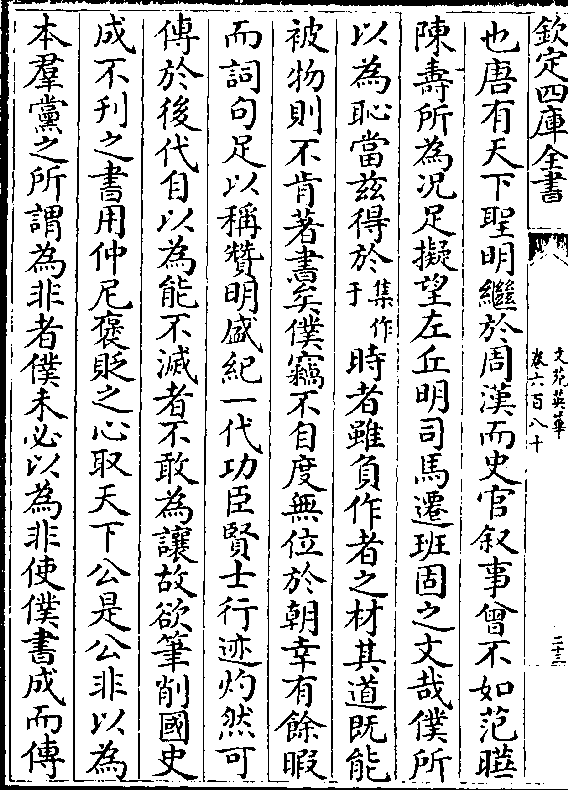 欽定四庫全書
文苑英華
卷六百八十
二十三
也唐有天下聖明繼於周漢而史官叙事曾不如范曄
陳壽所為况足擬望左丘明司馬遷班固之文哉僕所
以為恥當兹得於集作于時者雖負作者之材其道既能
被物則不肯著書矣僕竊不自度無位於朝幸有餘暇
而詞句足以稱贊明盛紀一代功臣賢士行迹灼然可
傳於後代自以為能不滅者不敢為讓故欲筆削國史
成不刊之書用仲尼褒貶之心取天下公是公非以為
本羣黨之所謂為非者僕未必以為非使僕書成而傳